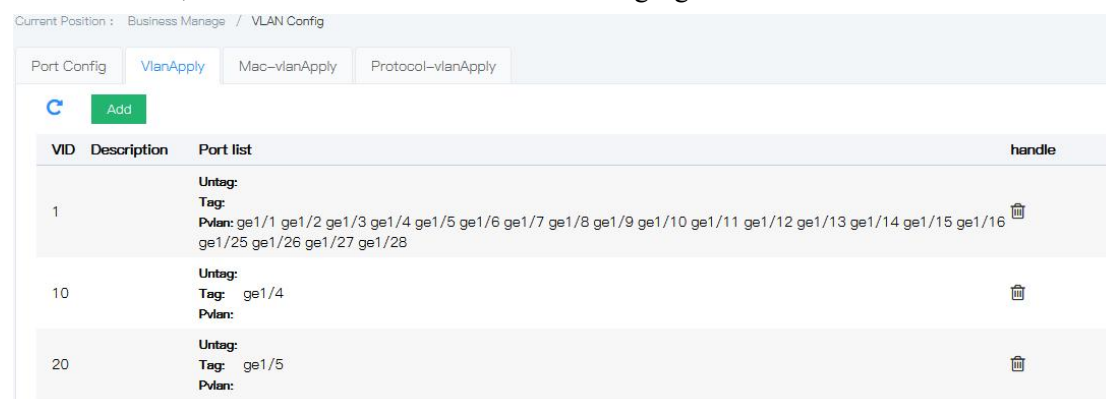 Current Position : Business Manage / VLAN Config
Port Config VlanApply Mac-vlanApply Protocol-vlanApply
Add
VID Description Port list handle
Untag:
Tag:
1
Pvlan: ge1/1 ge1/2 ge1/3 ge1/4 ge1/5 ge1/6 ge1/7 ge1/8 ge1/9 ge1/10 ge1/11 ge1/12 ge1/13 ge1/14 ge1/15 ge1/16
ge1/25 ge1/26 ge1/27 ge1/28
Untag:
10 Tag: ge1/4
Pvlan:
Untag:
20 Tag: ge1/5
Pvlan: